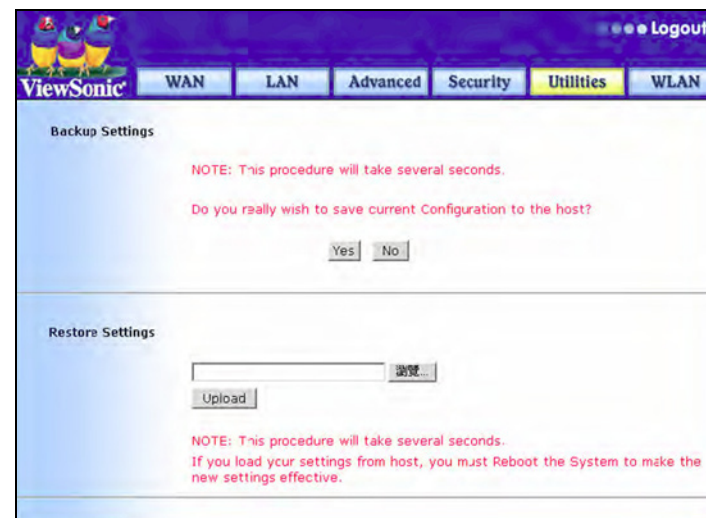 Logout
ViewSonic
WAN LAN Advanced Security Utilities WLAN
Backup Settings
NOTE: This procedure will take several seconds.
Do you really wish to save current Configuration to the host?
Yes No
Restore Settings
瀏覽...
Upload
NOTE: This procedure will take several seconds.
If you load your settings from host, you must Reboot the System to make the
new settings effective.